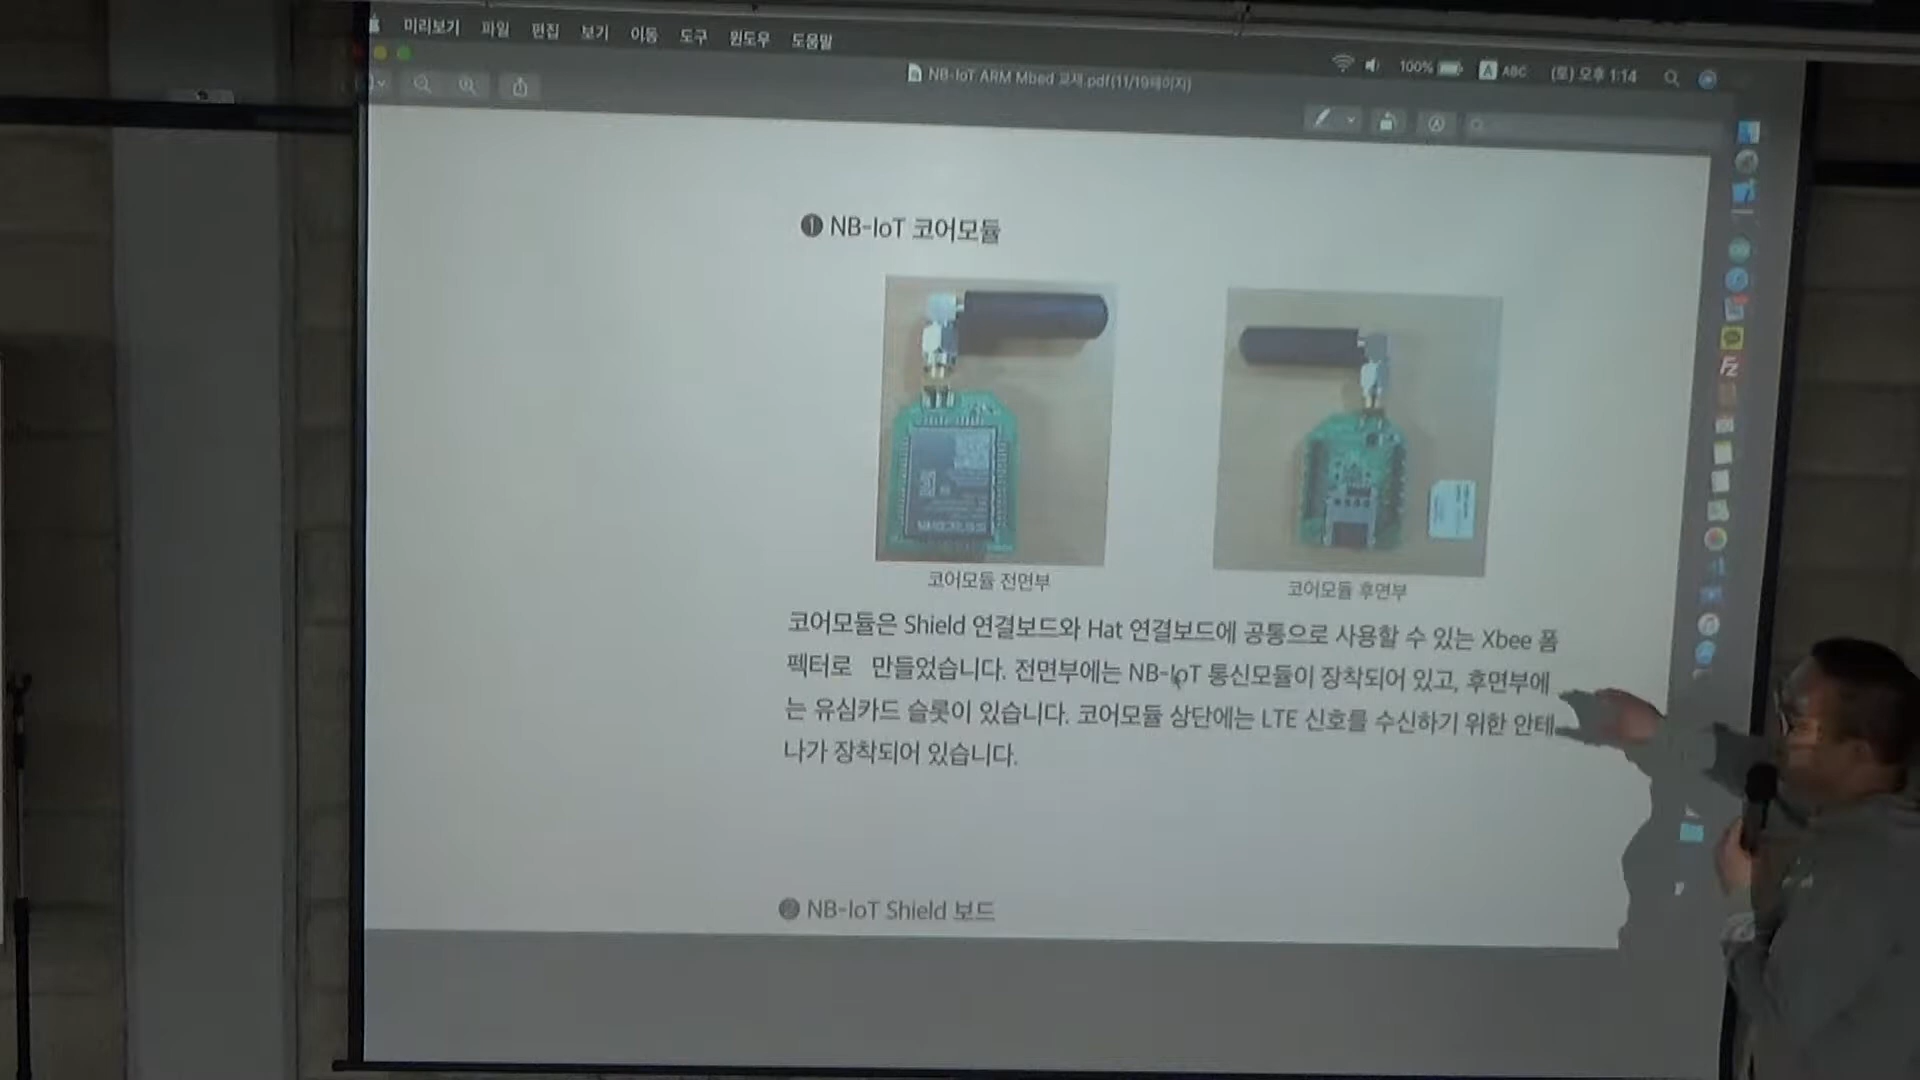 미리보기 파일 편집 보기 이동 도구 윈도우 도움말
100% A ABC (토) 오후 1:14
NB-IoT ARM Mbed 교재.pdf(11/19페이지)
❶ NB-IoT 코어모듈
코어모듈 전면부
코어모듈 후면부
코어모듈은 Shield 연결보드와 Hat 연결보드에 공통으로 사용할 수 있는 Xbee 폼
펙터로 만들었습니다. 전면부에는 NB-IoT 통신모듈이 장착되어 있고, 후면부에
는 유심카드 슬롯이 있습니다. 코어모듈 상단에는 LTE 신호를 수신하기 위한 안테
나가 장착되어 있습니다.
❷ NB-IoT Shield 보드